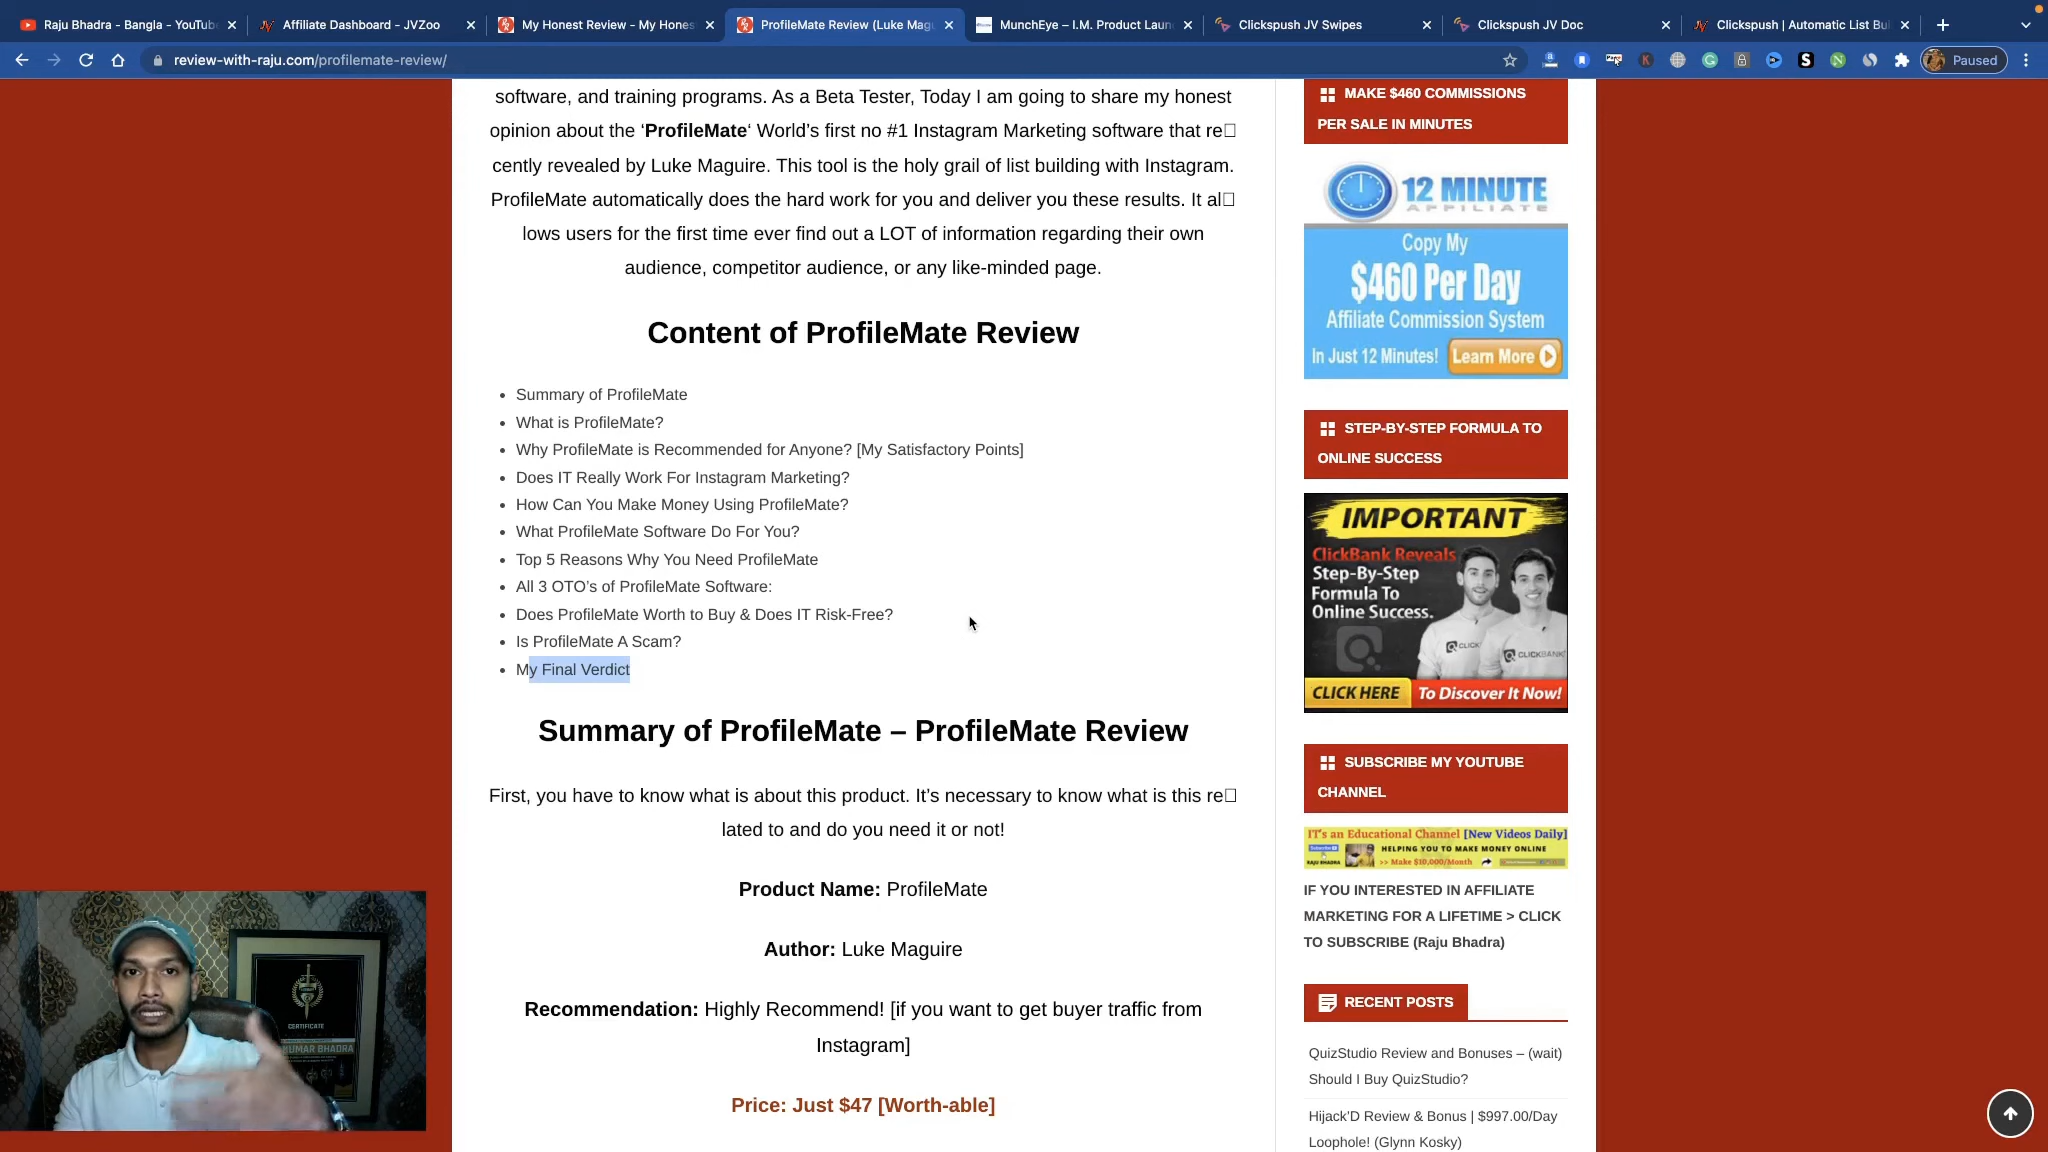 Raju Bhadra - Bangla - YouTub
Affiliate Dashboard - JVZoo
My Honest Review - My Hones
ProfileMate Review (Luke Magu
MunchEye – I.M. Product Laun
Clickspush JV Swipes
Clickspush JV Doc
Clickspush | Automatic List Bui
review-with-raju.com/profilemate-review/
Paused
software, and training programs. As a Beta Tester, Today I am going to share my honest
opinion about the ‘ProfileMate‘ World’s first no #1 Instagram Marketing software that re
cently revealed by Luke Maguire. This tool is the holy grail of list building with Instagram.
ProfileMate automatically does the hard work for you and deliver you these results. It al
lows users for the first time ever find out a LOT of information regarding their own
audience, competitor audience, or any like-minded page.
Content of ProfileMate Review
Summary of ProfileMate
What is ProfileMate?
Why ProfileMate is Recommended for Anyone? [My Satisfactory Points]
Does IT Really Work For Instagram Marketing?
How Can You Make Money Using ProfileMate?
What ProfileMate Software Do For You?
Top 5 Reasons Why You Need ProfileMate
All 3 OTO’s of ProfileMate Software:
Does ProfileMate Worth to Buy & Does IT Risk-Free?
Is ProfileMate A Scam?
My Final Verdict
Summary of ProfileMate – ProfileMate Review
First, you have to know what is about this product. It’s necessary to know what is this re
lated to and do you need it or not!
Product Name: ProfileMate
Author: Luke Maguire
Recommendation: Highly Recommend! [if you want to get buyer traffic from
Instagram]
Price: Just $47 [Worth-able]
MAKE $460 COMMISSIONS
PER SALE IN MINUTES
12 MINUTE
AFFILIATE
Copy My
$460 Per Day
Affiliate Commission System
In Just 12 Minutes! Learn More
STEP-BY-STEP FORMULA TO
ONLINE SUCCESS
IMPORTANT
ClickBank Reveals
Step-By-Step
Formula To
Online Success.
CLICKBANK
CLICK HERE To Discover It Now!
SUBSCRIBE MY YOUTUBE
CHANNEL
IT's an Educational Channel [New Videos Daily]
HELPING YOU TO MAKE MONEY ONLINE
RAJU BHADRA >> Make $10,000/Month
IF YOU INTERESTED IN AFFILIATE
MARKETING FOR A LIFETIME > CLICK
TO SUBSCRIBE (Raju Bhadra)
RECENT POSTS
QuizStudio Review and Bonuses – (wait)
Should I Buy QuizStudio?
Hijack’D Review & Bonus | $997.00/Day
Loophole! (Glynn Kosky)
CERTIFICATE
KUMAR BHADRA